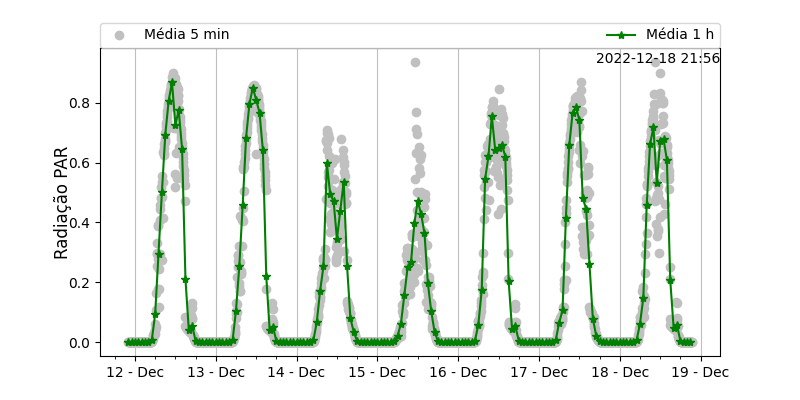 Média 5 min
Média 1 h
2022-12-18 21:56
Radiação PAR
0.8
0.6
0.4
0.2
0.0
12 - Dec
13 - Dec
14 - Dec
15 - Dec
16 - Dec
17 - Dec
18 - Dec
19 - Dec